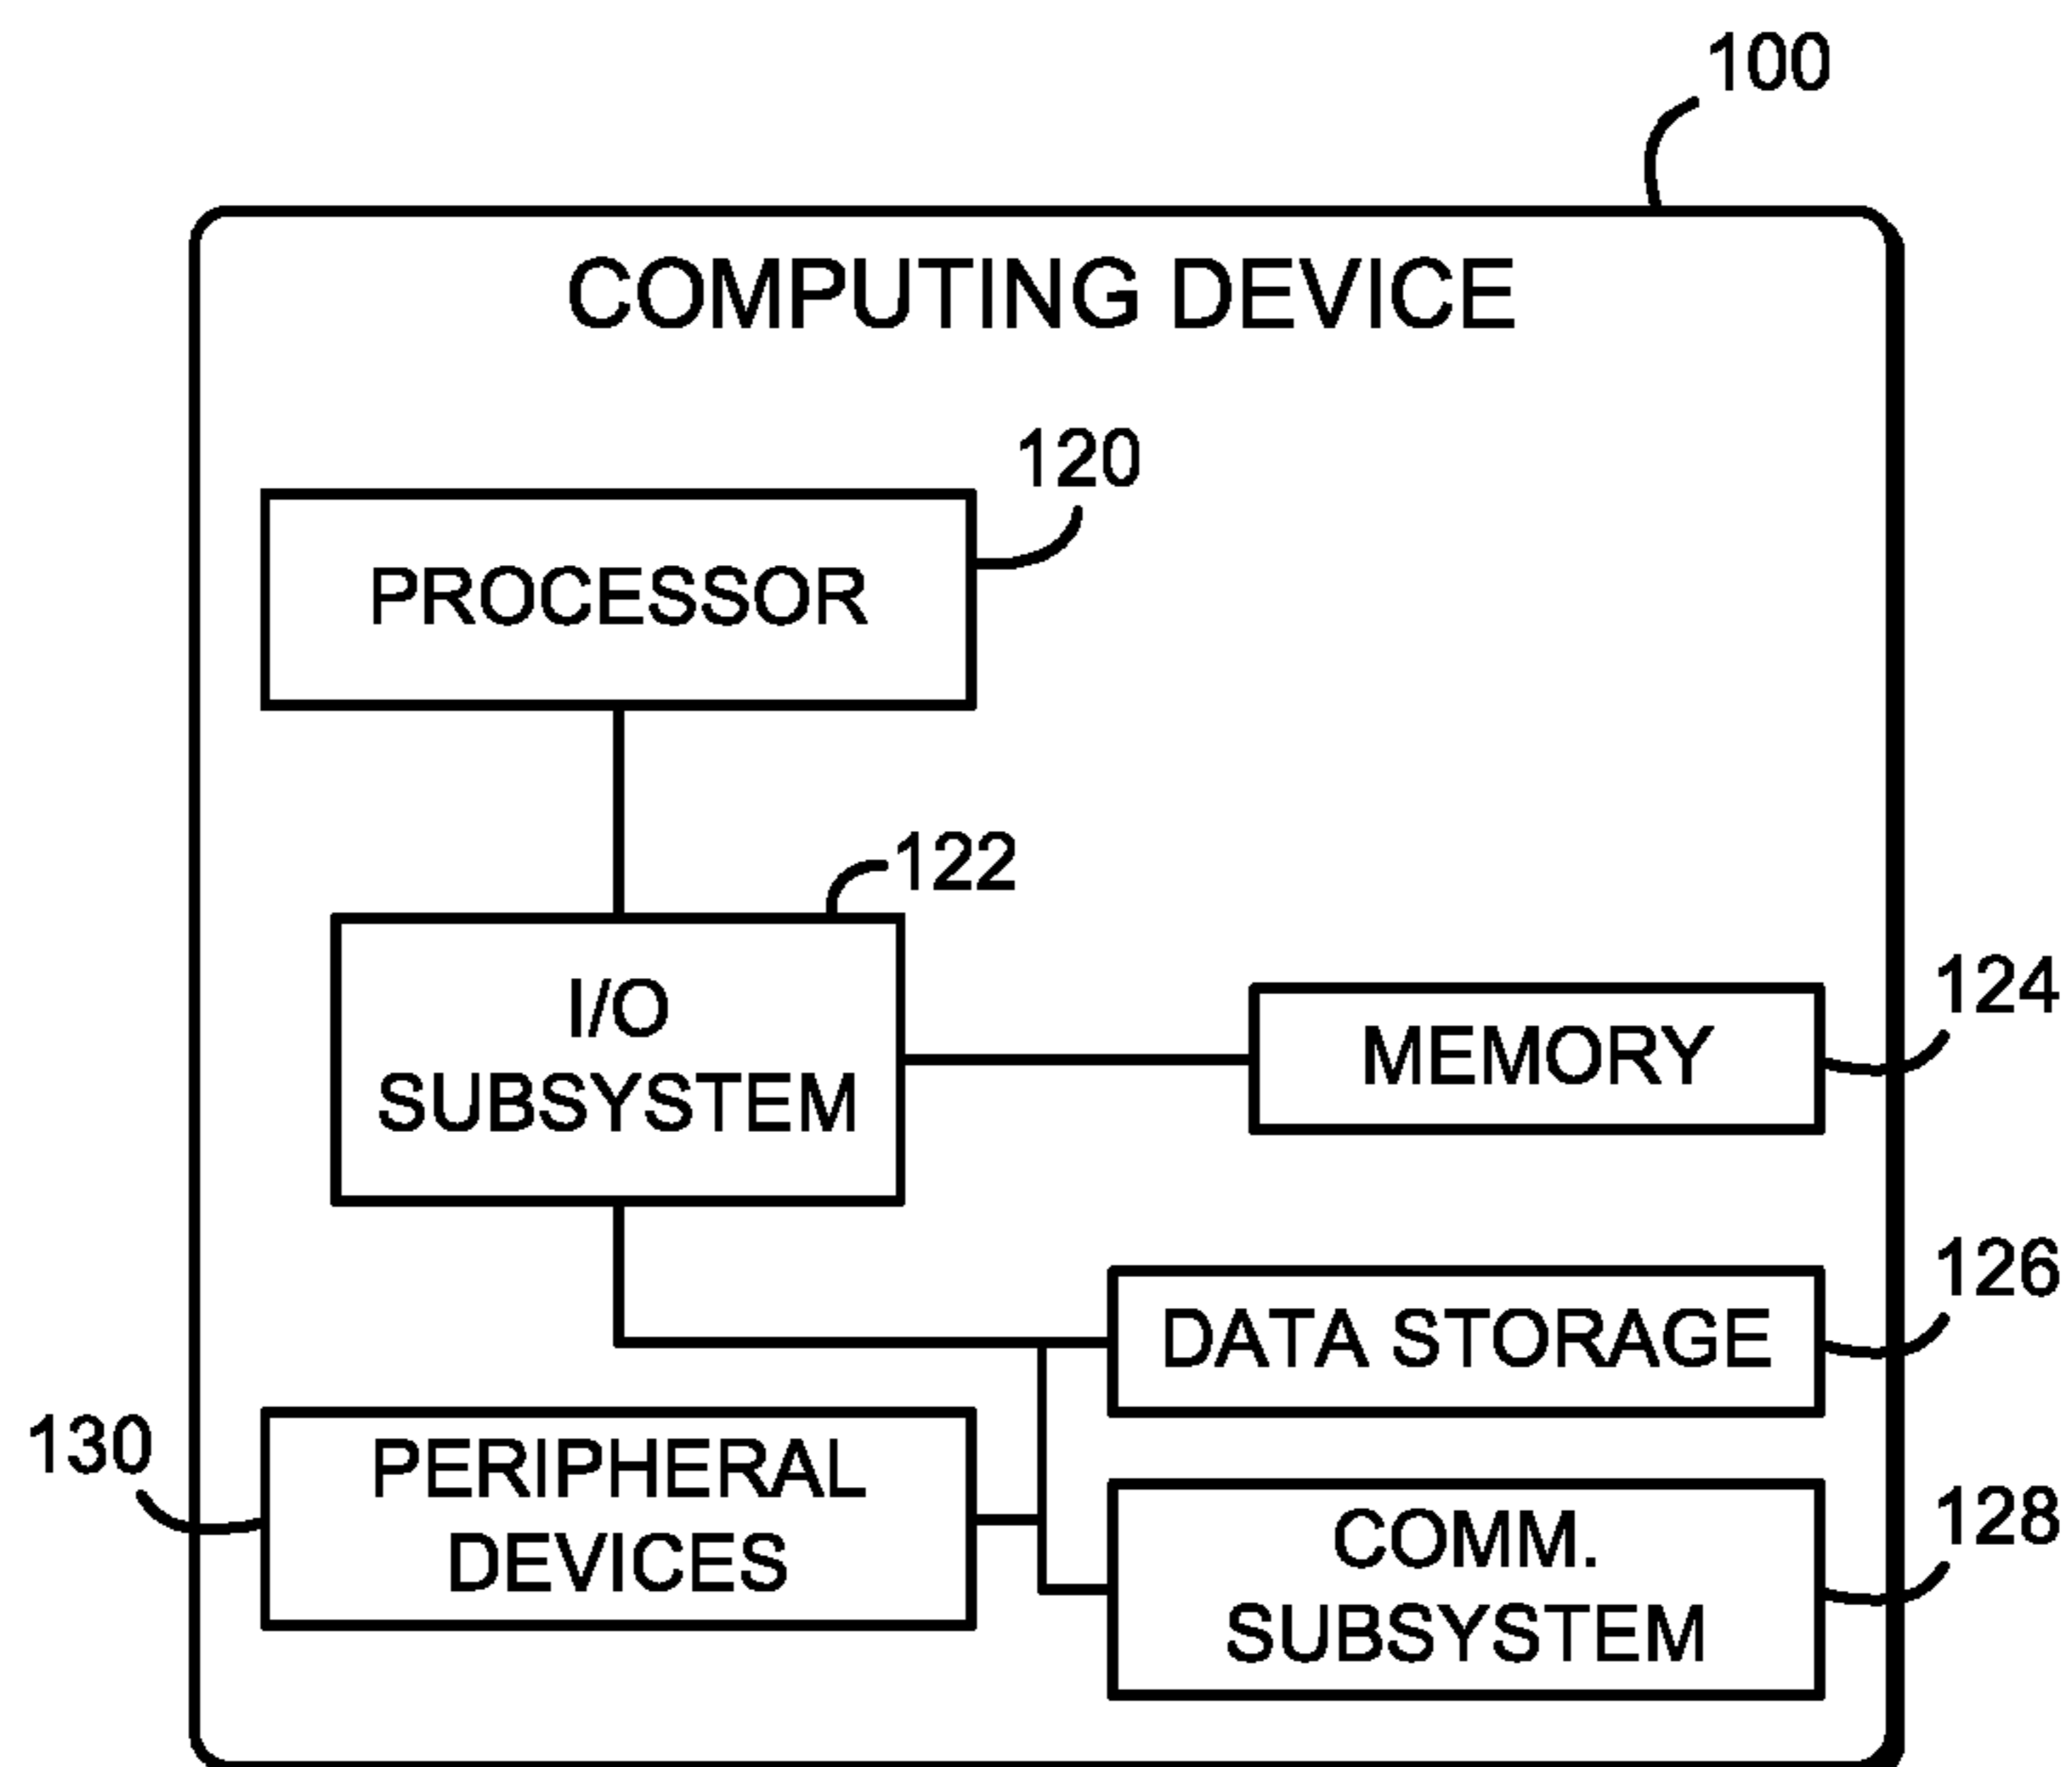 100
COMPUTING DEVICE
120
PROCESSOR
122
I/O
SUBSYSTEM
124
MEMORY
126
DATA STORAGE
130
PERIPHERAL
DEVICES
128
COMM.
SUBSYSTEM